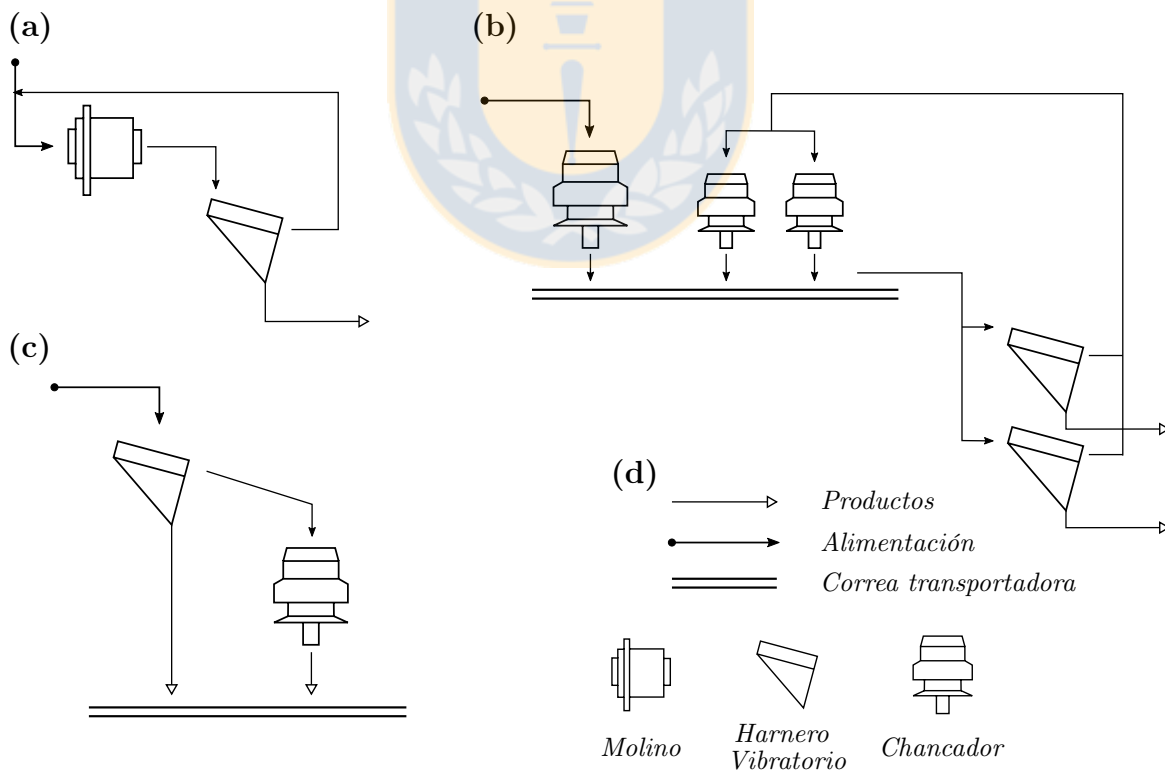 (a)
(b)
(c)
(d)
Productos
Alimentación
Correa transportadora
Molino
Harnero
Vibratorio
Chancador